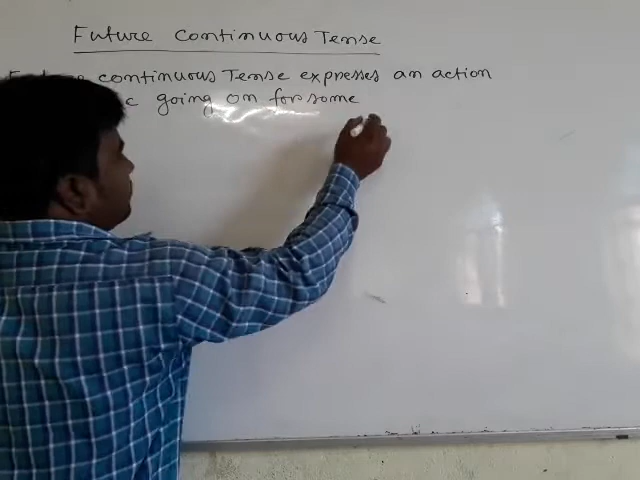 Future Continuous Tense
continuous Tense expresses an action
going on for some